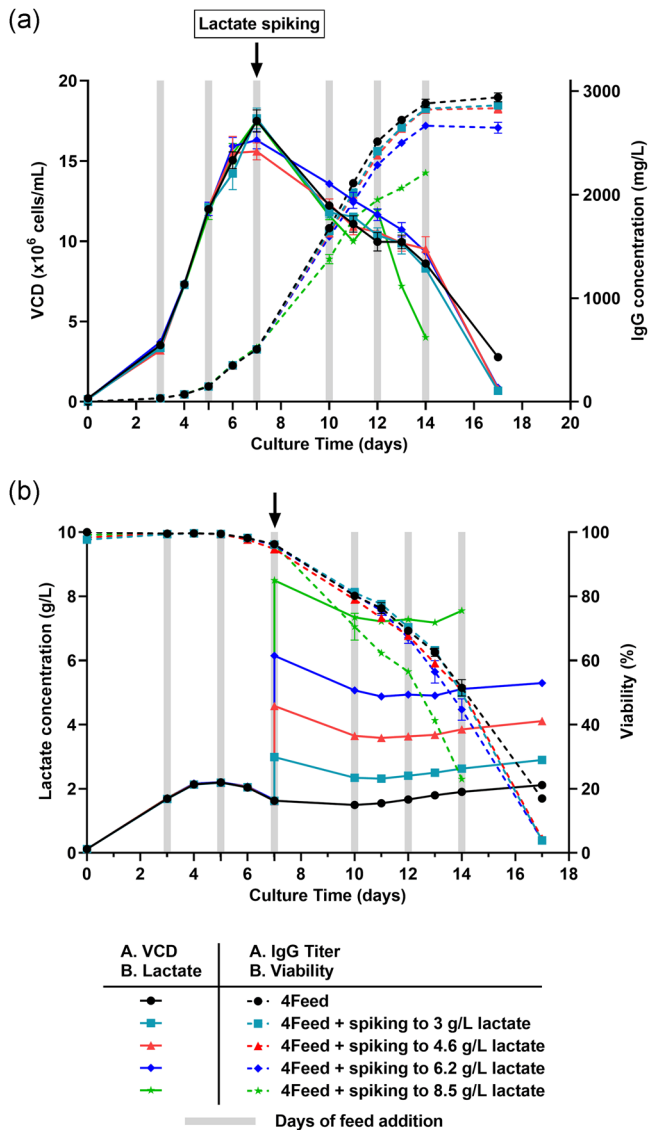 (a)
Lactate spiking
20
15
10
5
0
VCD (x10⁶ cells/mL)
3000
2000
1000
0
IgG concentration (mg/L)
0 2 4 6 8 10 12 14 16 18 20
Culture Time (days)
(b)
10
8
6
4
2
0
Lactate concentration (g/L)
100
80
60
40
20
0
Viability (%)
0 2 4 6 8 10 12 14 16 18
Culture Time (days)
A. VCD A. IgG Titer
B. Lactate B. Viability
4Feed
4Feed + spiking to 3 g/L lactate
4Feed + spiking to 4.6 g/L lactate
4Feed + spiking to 6.2 g/L lactate
4Feed + spiking to 8.5 g/L lactate
Days of feed addition